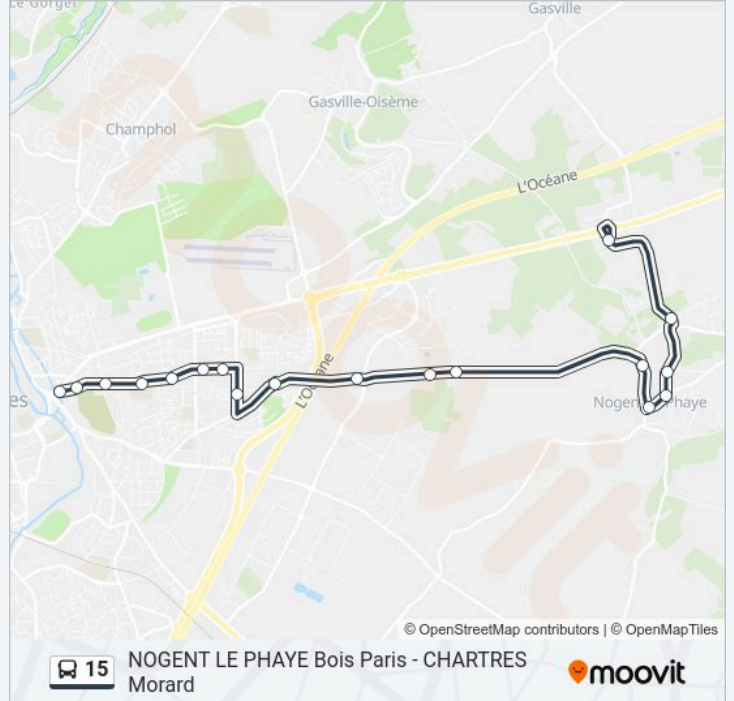 Le Gorget
Gasville
Gasville-Oisème
Champhol
L'Océane
L'Océane
es
Nogent Phaye
moovit
© OpenStreetMap contributors | © OpenMapTiles
15
NOGENT LE PHAYE Bois Paris - CHARTRES
Morard
moovit